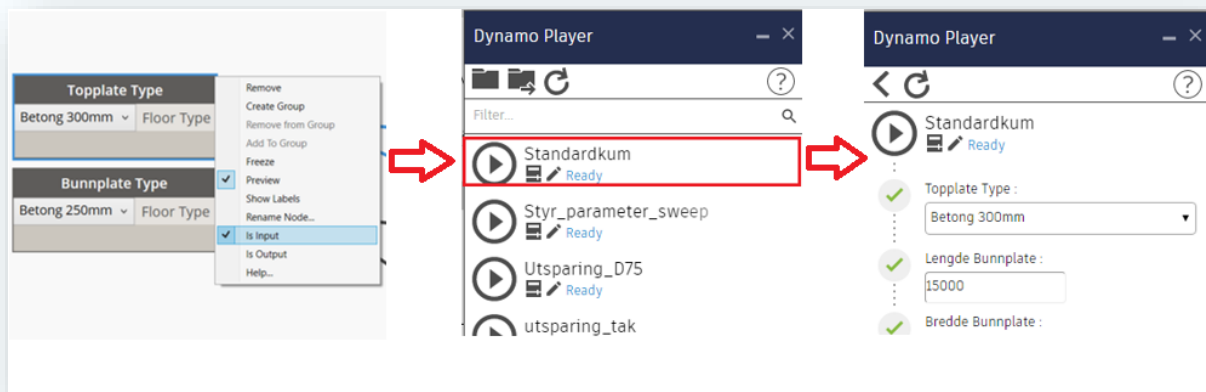 Topplate Type
Betong 300mm Floor Type
Bunnplate Type
Betong 250mm Floor Type
Remove
Create Group
Remove from Group
Add To Group
Freeze
Preview
Show Labels
Rename Node...
Is Input
Is Output
Help...
Dynamo Player
?
Filter...
Standardkum
Ready
Styr_parameter_sweep
Ready
Utsparing_D75
Ready
utsparing_tak
Dynamo Player
?
Standardkum
Ready
Topplate Type :
Betong 300mm
Lengde Bunnplate :
15000
Bredde Bunnplate :